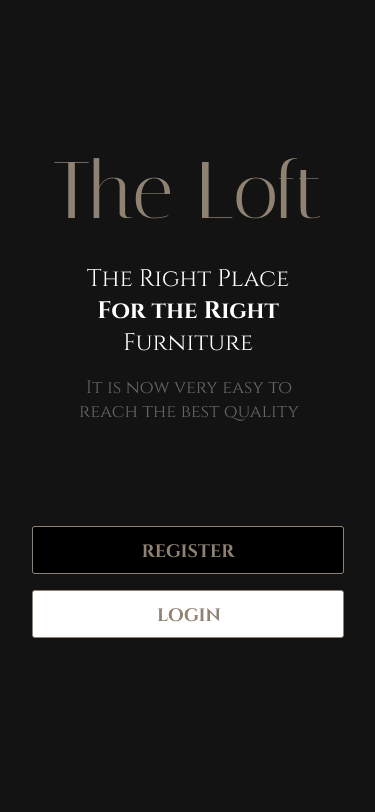 The Loft
The Right Place
For the Right
Furniture
It is now very easy to
reach the best quality
REGISTER
LOGIN